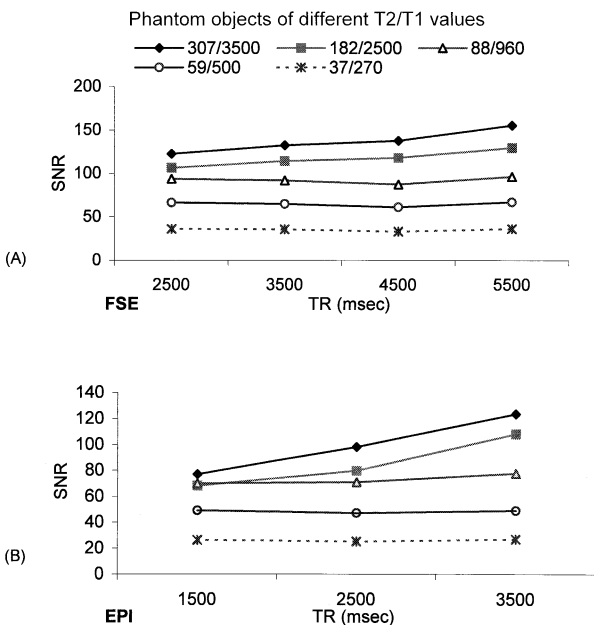 Phantom objects of different T2/T1 values
307/3500 182/2500 88/960
59/500 37/270
200
150
100
50
0
SNR
(A)
2500 3500 4500 5500
FSE TR (msec)
140
120
100
80
60
40
20
0
SNR
(B)
1500 2500 3500
EPI TR (msec)